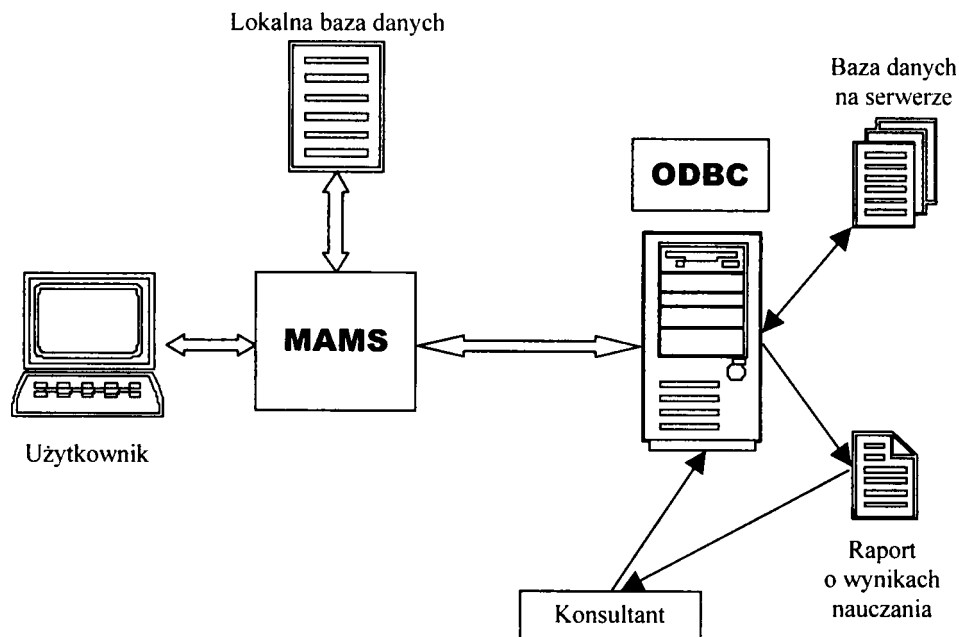 Lokalna baza danych
Baza danych
na serwerze
ODBC
MAMS
Użytkownik
Raport
o wynikach
nauczania
Konsultant